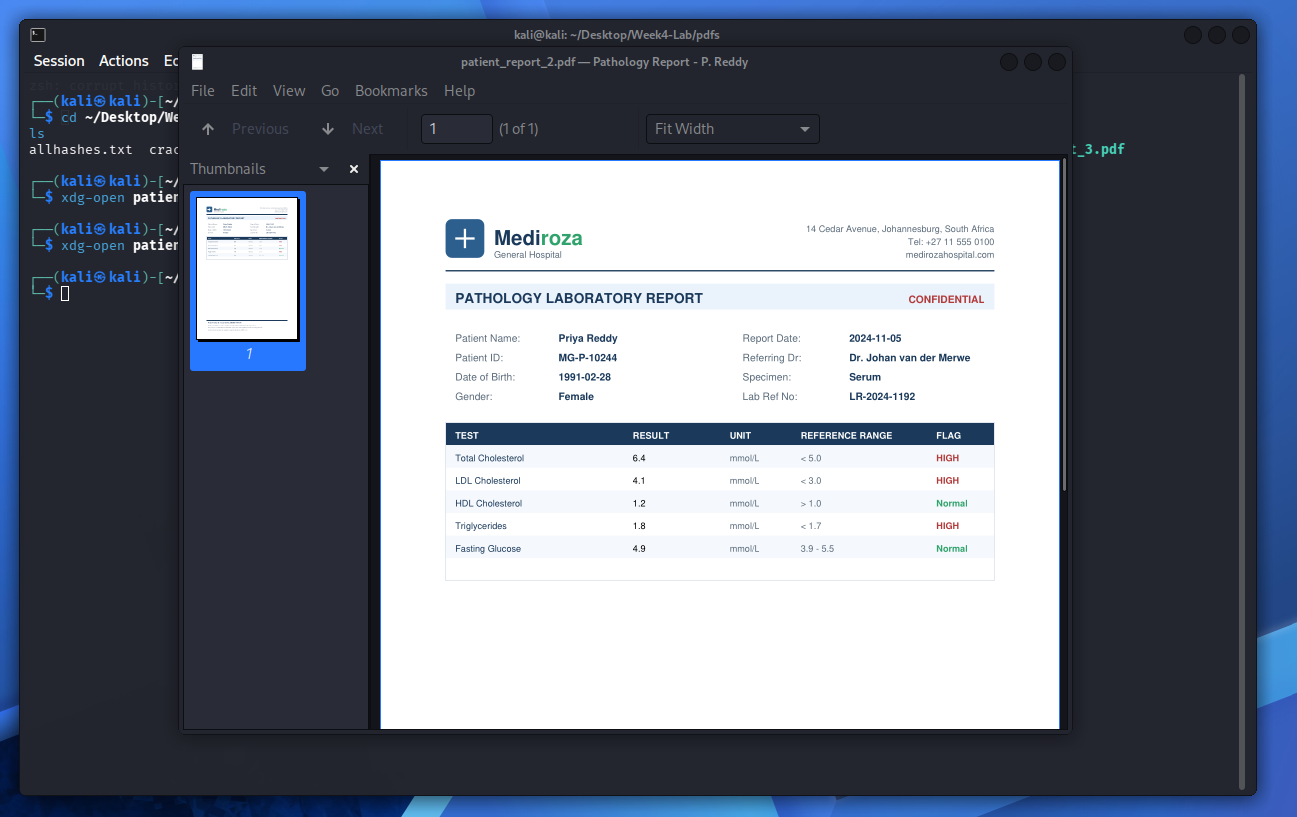 kali@kali: ~/Desktop/Week4-Lab/pdfs
Session Actions
patient_report_2.pdf — Pathology Report - P. Reddy
File Edit View Go Bookmarks Help
Previous Next 1 (1 of 1) Fit Width
Thumbnails
1
┌──(kali㉿kali)-[~/
└─$ cd ~/Desktop/We
ls
allhashes.txt crac t_3.pdf
┌──(kali㉿kali)-[~/
└─$ xdg-open patien
┌──(kali㉿kali)-[~/
└─$ xdg-open patien
┌──(kali㉿kali)-[~/
└─$
Mediroza
General Hospital
14 Cedar Avenue, Johannesburg, South Africa
Tel: +27 11 555 0100
medirozahospital.com
PATHOLOGY LABORATORY REPORT CONFIDENTIAL
Patient Name: Priya Reddy Report Date: 2024-11-05
Patient ID: MG-P-10244 Referring Dr: Dr. Johan van der Merwe
Date of Birth: 1991-02-28 Specimen: Serum
Gender: Female Lab Ref No: LR-2024-1192
TEST RESULT UNIT REFERENCE RANGE FLAG
Total Cholesterol 6.4 mmol/L < 5.0 HIGH
LDL Cholesterol 4.1 mmol/L < 3.0 HIGH
HDL Cholesterol 1.2 mmol/L > 1.0 Normal
Triglycerides 1.8 mmol/L < 1.7 HIGH
Fasting Glucose 4.9 mmol/L 3.9 - 5.5 Normal